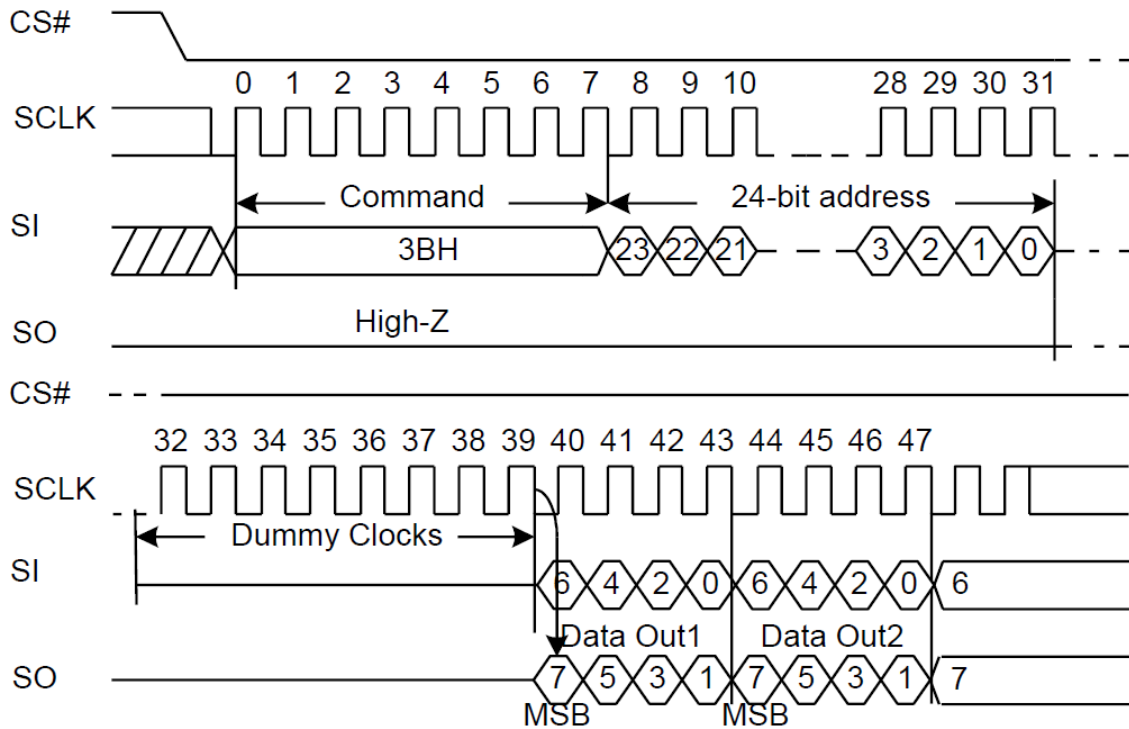 CS#
0 1 2 3 4 5 6 7 8 9 10 28 29 30 31
SCLK
Command 24-bit address
SI
3BH 23 22 21 3 2 1 0
High-Z
SO
CS#
32 33 34 35 36 37 38 39 40 41 42 43 44 45 46 47
SCLK
Dummy Clocks
SI
6 4 2 0 6 4 2 0 6
Data Out1 Data Out2
SO 7 5 3 1 7 5 3 1 7
MSB MSB